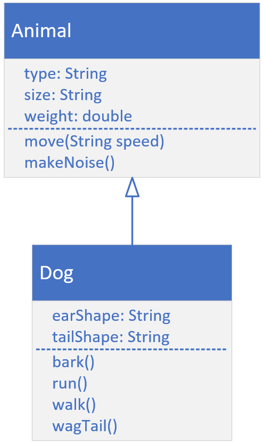 Animal
type: String
size: String
weight: double
move(String speed)
makeNoise()
Dog
earShape: String
tailShape: String
bark()
run()
walk()
wagTail()